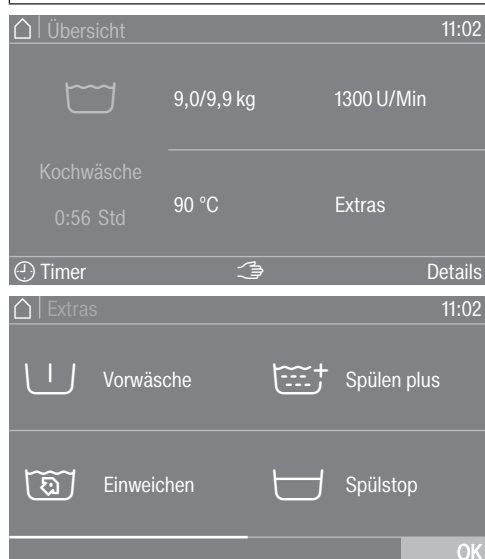 Übersicht 11:02
9,0/9,9 kg 1300 U/Min
Kochwäsche
90 °C Extras
0:56 Std
Timer Details
Extras 11:02
Vorwäsche Spülen plus
Einweichen Spülstop
OK